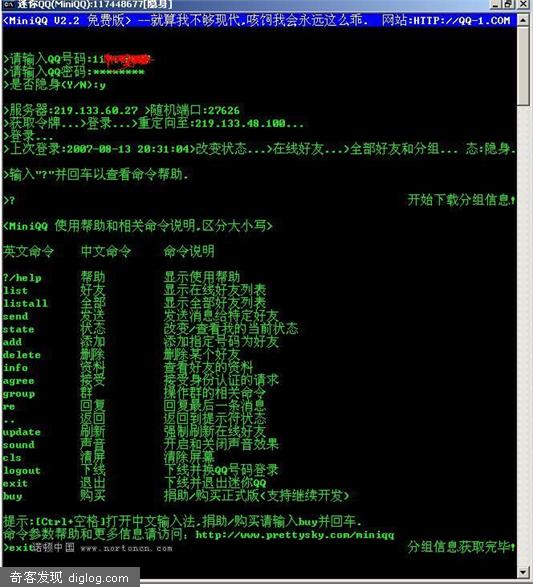 迷你QQ(MiniQQ):117448677[隐身]
<MiniQQ V2.2 免费版> --就算我不够现代,咳饲我会永远这么乖. 网站:HTTP://QQ-1.COM
>请输入QQ号码:11
>请输入QQ密码:********
>是否隐身<Y/N>:y
>服务器:219.133.60.27 >随机端口:27626
>获取令牌...>登录...>重定向至:219.133.48.100...
>登录...
>上次登录:2007-08-13 20:31:04>改变状态...>在线好友...>全部好友和分组... 态:隐身.
>输入"?"并回车以查看命令帮助.
>? 开始下载分组信息!
<MiniQQ 使用帮助和相关命令说明,区分大小写>
英文命令 中文命令 命令说明
?/help 帮助 显示使用帮助
list 好友 显示在线好友列表
listall 全部 显示全部好友列表
send 发送 发送消息给特定好友
state 状态 改变/查看我的当前状态
add 添加 添加指定号码为好友
delete 删除 删除某个好友
info 资料 查看好友的资料
agree 接受 接受身份认证的请求
group 群 操作群的相关命令
re 回复 回复最后一条消息
.. 返回 返回到提示符状态
update 刷新 强制刷新在线好友
sound 声音 开启和关闭声音效果
cls 清屏 清除屏幕
logout 下线 下线并换QQ号码登录
exit 退出 下线并退出迷你QQ
buy 购买 捐助/购买正式版<支持继续开发>
提示:[Ctrl+空格]打开中文输入法,捐助/购买请输入buy并回车.
命令参数帮助和更多信息请访问: http://www.prettysky.com/miniqq
>exit诺顿中国 www.nortoncn.com 分组信息获取完毕!
奇客发现 diglog.com